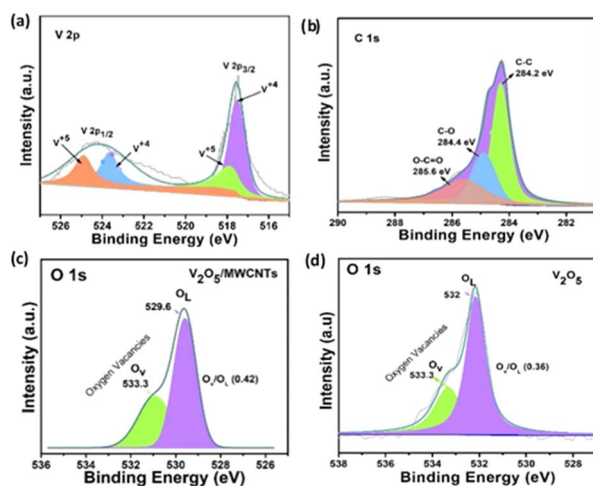 (a)
V 2p
V 2p3/2
V+4
V+5
V 2p1/2
V+4
V+5
Intensity (a.u.)
526 524 522 520 518 516
Binding Energy (eV)
(b)
C 1s
C-C
284.2 eV
C-O
284.4 eV
O-C=O
285.6 eV
Intensity (a.u.)
290 288 286 284 282
Binding Energy (eV)
(c)
O 1s
V2O5/MWCNTs
OL
529.6
Oxygen Vacancies
Ov
533.3
Ov/OL (0.42)
Intensity (a.u.)
536 534 532 530 528 526
Binding Energy (eV)
(d)
O 1s
V2O5
OL
532
Oxygen Vacancies
Ov
533.3
Ov/OL (0.36)
Intensity (a.u)
538 536 534 532 530 528
Binding Energy (eV)